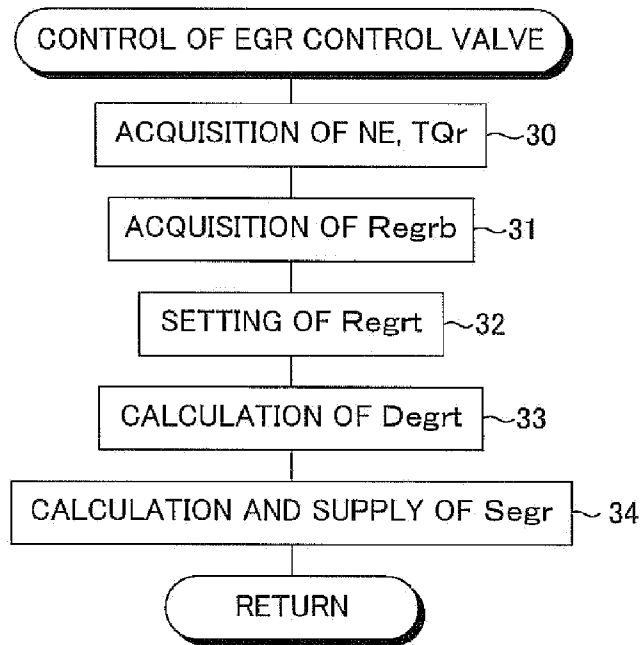 CONTROL OF EGR CONTROL VALVE
ACQUISITION OF NE, TQr ~30
ACQUISITION OF Regrb ~31
SETTING OF Regrt ~32
CALCULATION OF Degrt ~33
CALCULATION AND SUPPLY OF Segr ~34
RETURN